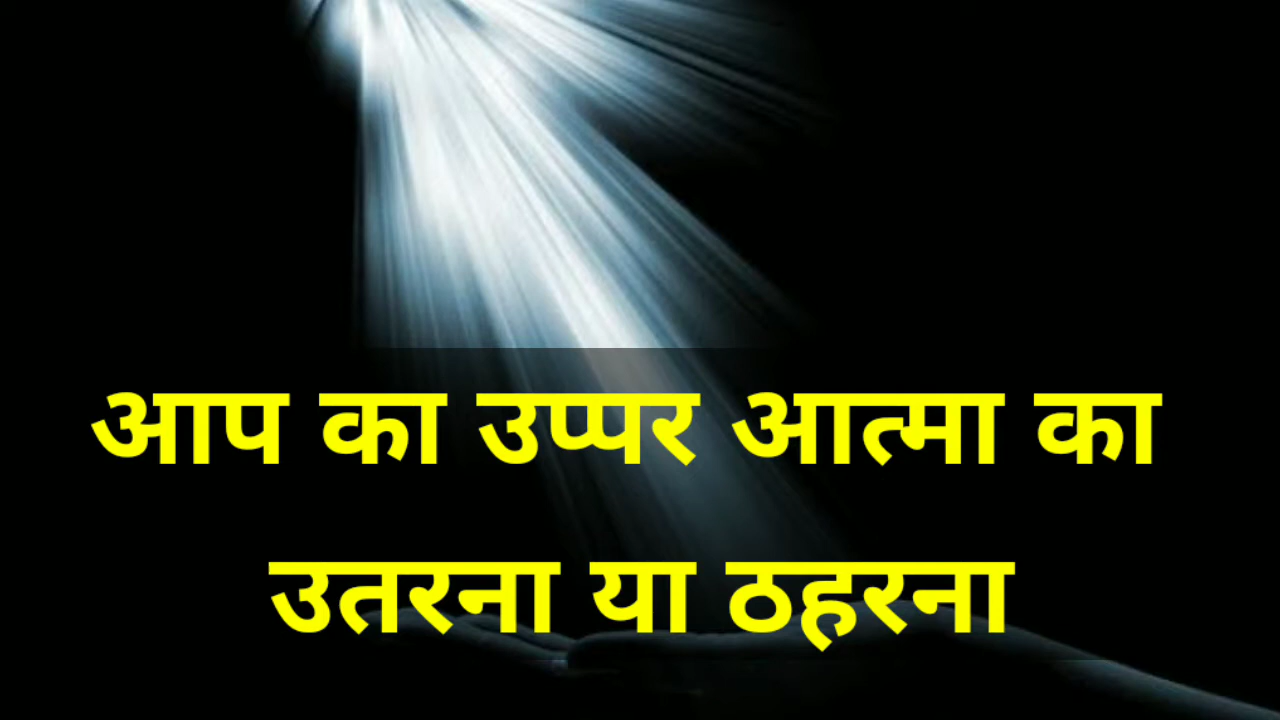 आप का उप्पर आत्मा का
उतरना या ठहरना